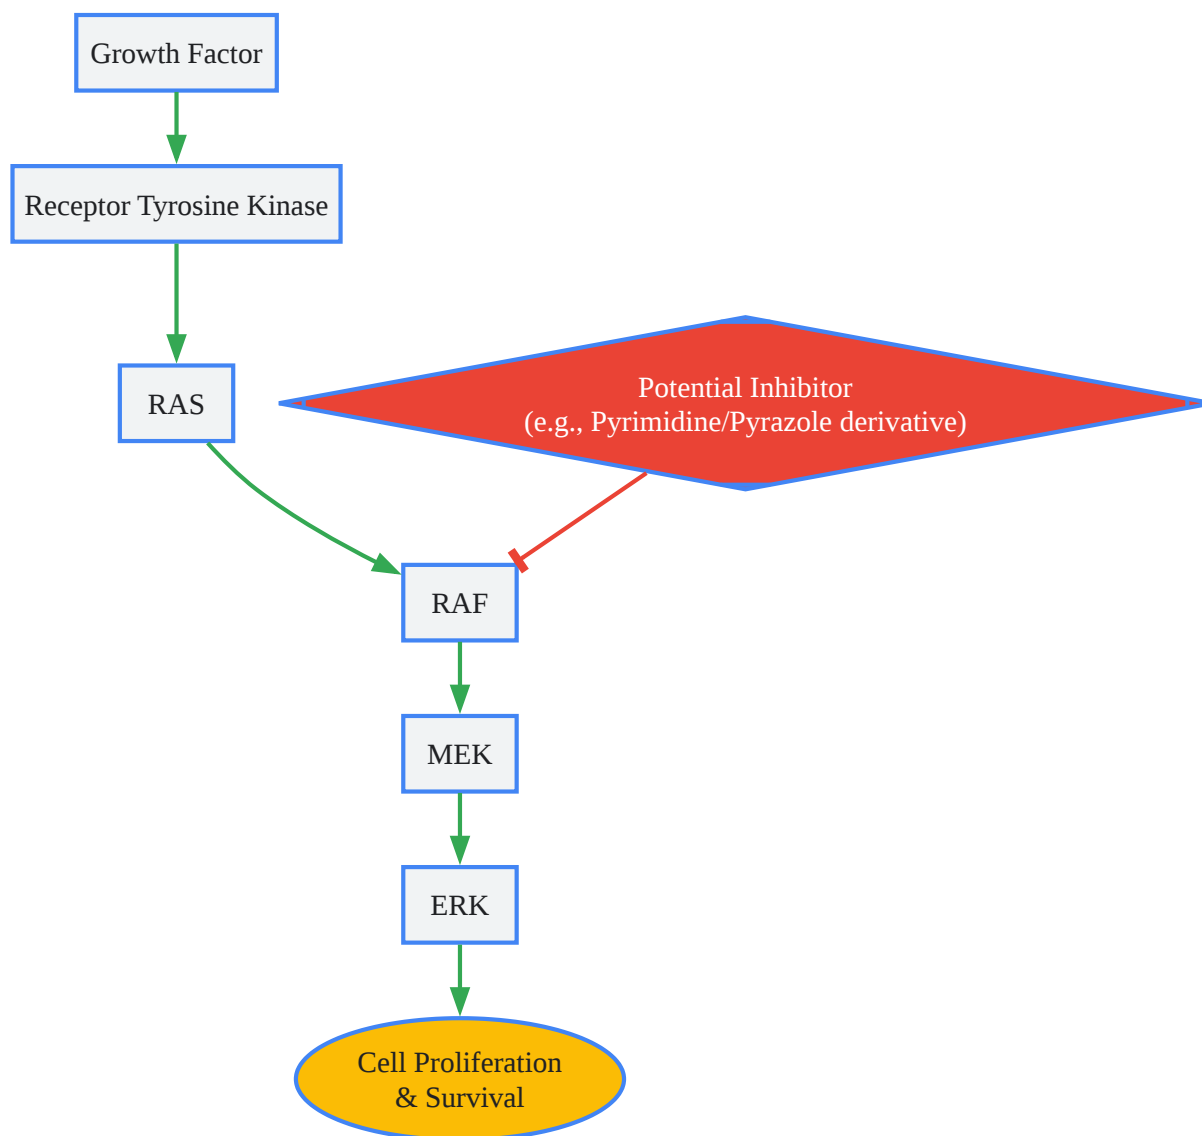 Growth Factor
Receptor Tyrosine Kinase
RAS
Potential Inhibitor
(e.g., Pyrimidine/Pyrazole derivative)
RAF
MEK
ERK
Cell Proliferation
& Survival